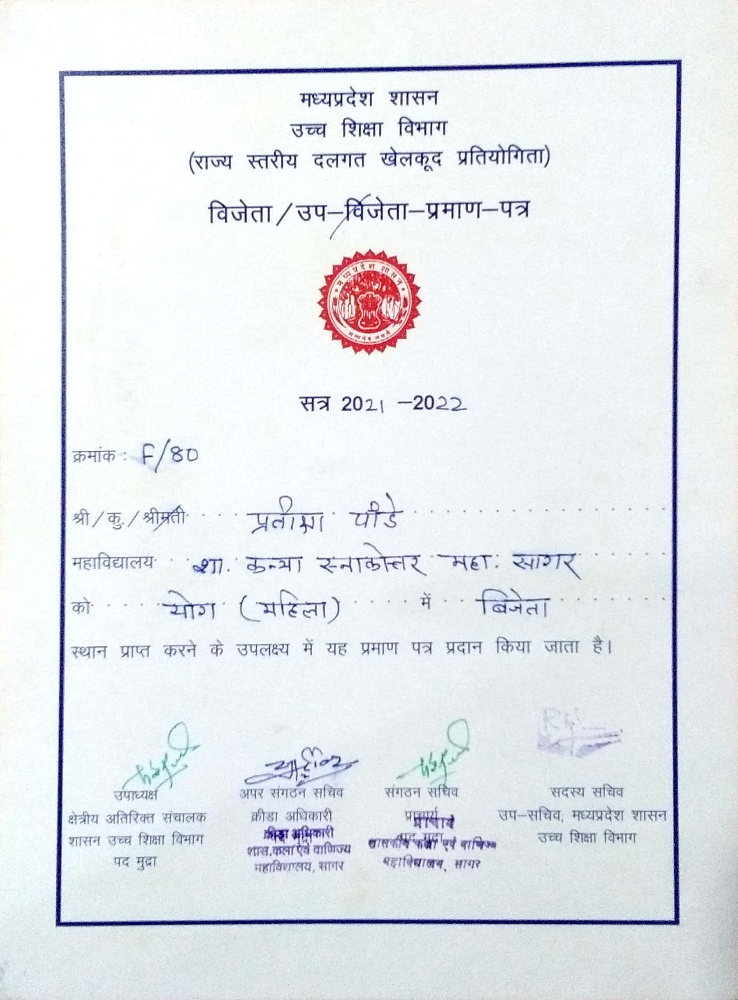 मध्यप्रदेश शासन
उच्च शिक्षा विभाग
(राज्य स्तरीय दलगत खेलकूद प्रतियोगिता)
विजेता/उप–विजेता–प्रमाण–पत्र
मध्यप्रदेश शासन
सत्यमेव जयते
सत्र 2021 –2022
क्रमांक : F/80
श्री/कु./श्रीमती प्रतीमा पांडे
महाविद्यालय शा. कन्या स्नाकोत्तर महा. सागर
को योग (महिला) में विजेता
स्थान प्राप्त करने के उपलक्ष्य में यह प्रमाण पत्र प्रदान किया जाता है।
उपाध्यक्ष
क्षेत्रीय अतिरिक्त संचालक
शासन उच्च शिक्षा विभाग
पद मुद्रा
अपर संगठन सचिव
क्रीडा अधिकारी
क्रीड़ा अधिकारी
शास.कला एवं वाणिज्य
महाविद्यालय, सागर
संगठन सचिव
प्राचार्य
प्राचार्य
पद मुद्रा
शासकीय कला एवं वाणिज्य
महाविद्यालय, सागर
सदस्य सचिव
उप–सचिव, मध्यप्रदेश शासन
उच्च शिक्षा विभाग